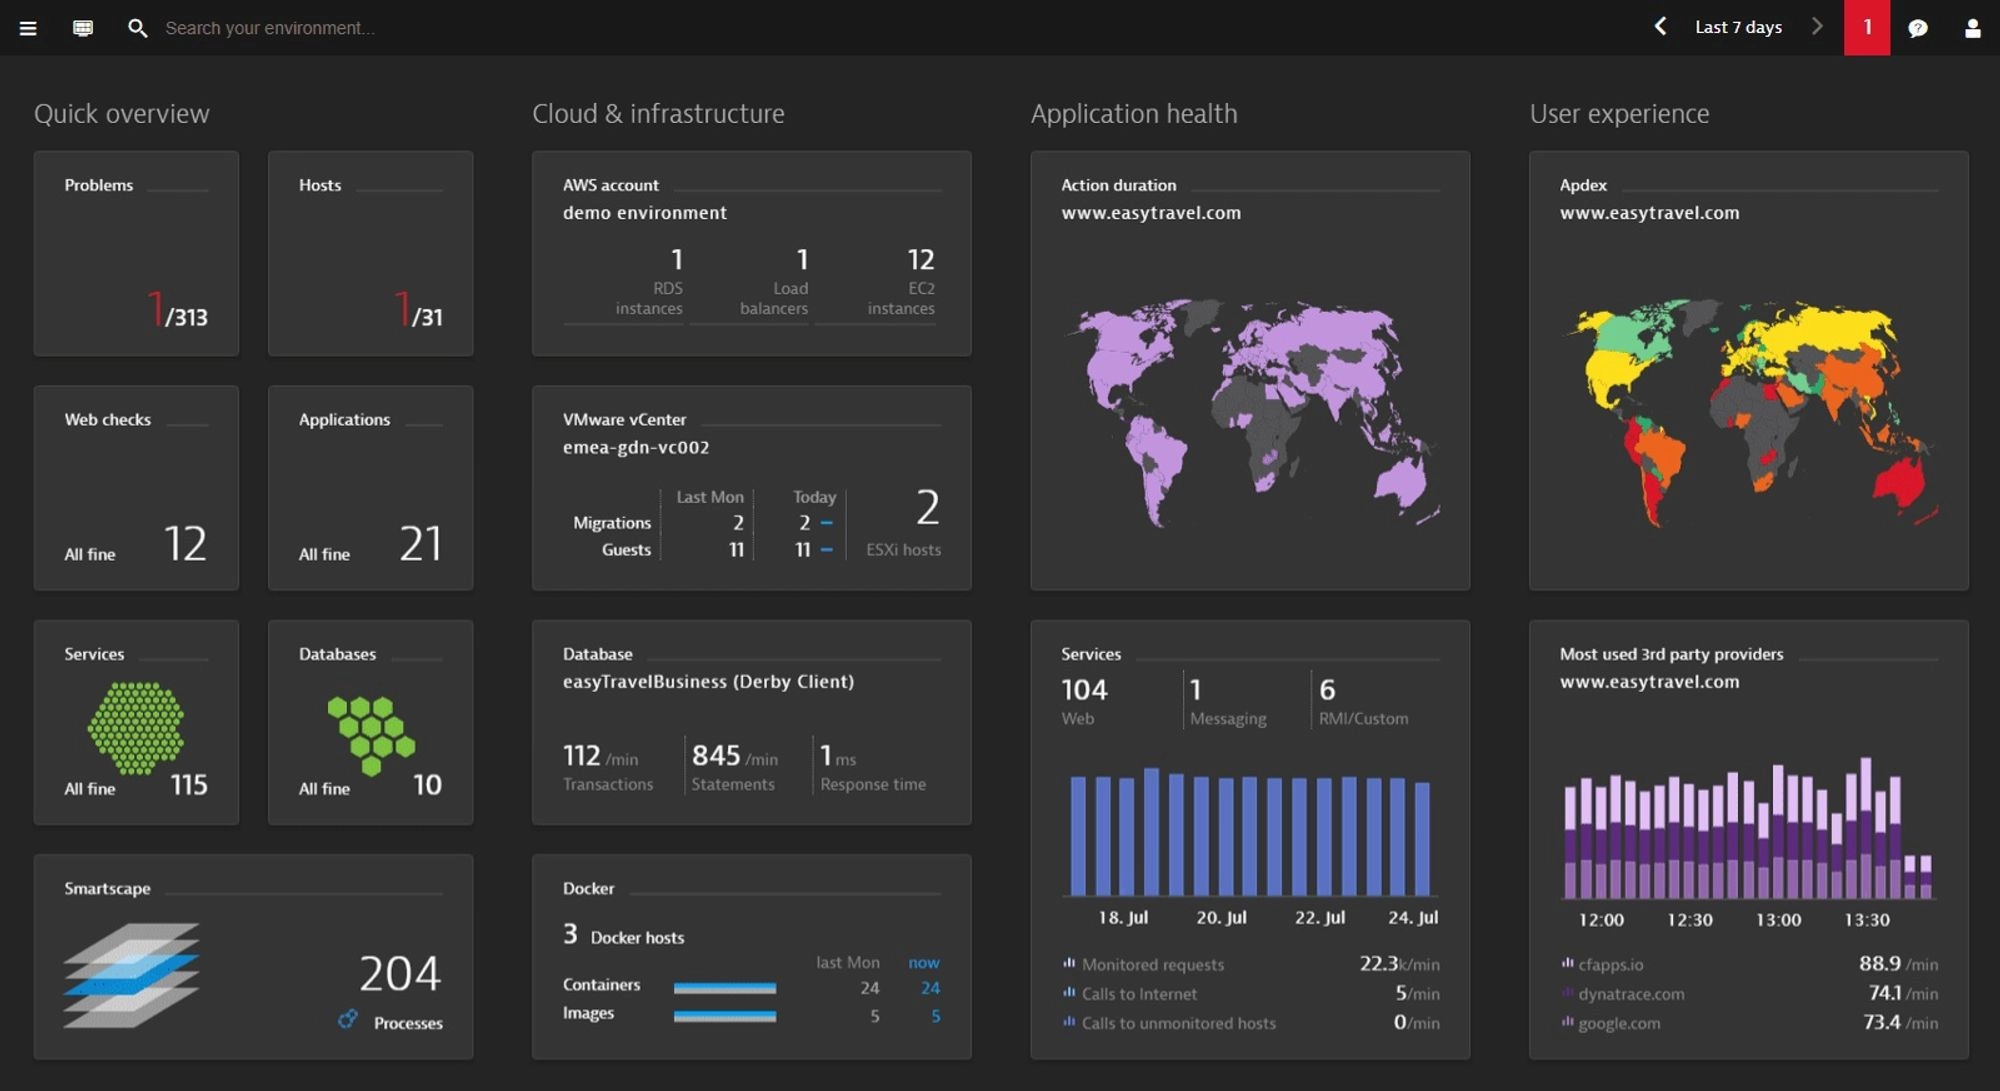 Search your environment...
Last 7 days
1
Quick overview
Problems
1/313
Hosts
1/31
Web checks
All fine 12
Applications
All fine 21
Services
All fine 115
Databases
All fine 10
Smartscape
204
Processes
Cloud & infrastructure
AWS account
demo environment
1 1 12
RDS Load EC2
instances balancers instances
VMware vCenter
emea-gdn-vc002
Last Mon Today 2
Migrations 2 2 –
Guests 11 11 – ESXi hosts
Database
easyTravelBusiness (Derby Client)
112 /min 845 /min 1 ms
Transactions Statements Response time
Docker
3 Docker hosts
last Mon now
Containers 24 24
Images 5 5
Application health
Action duration
www.easytravel.com
Services
104 1 6
Web Messaging RMI/Custom
18. Jul 20. Jul 22. Jul 24. Jul
Monitored requests 22.3k/min
Calls to Internet 5/min
Calls to unmonitored hosts 0/min
User experience
Apdex
www.easytravel.com
Most used 3rd party providers
www.easytravel.com
12:00 12:30 13:00 13:30
cfapps.io 88.9 /min
dynatrace.com 74.1 /min
google.com 73.4 /min